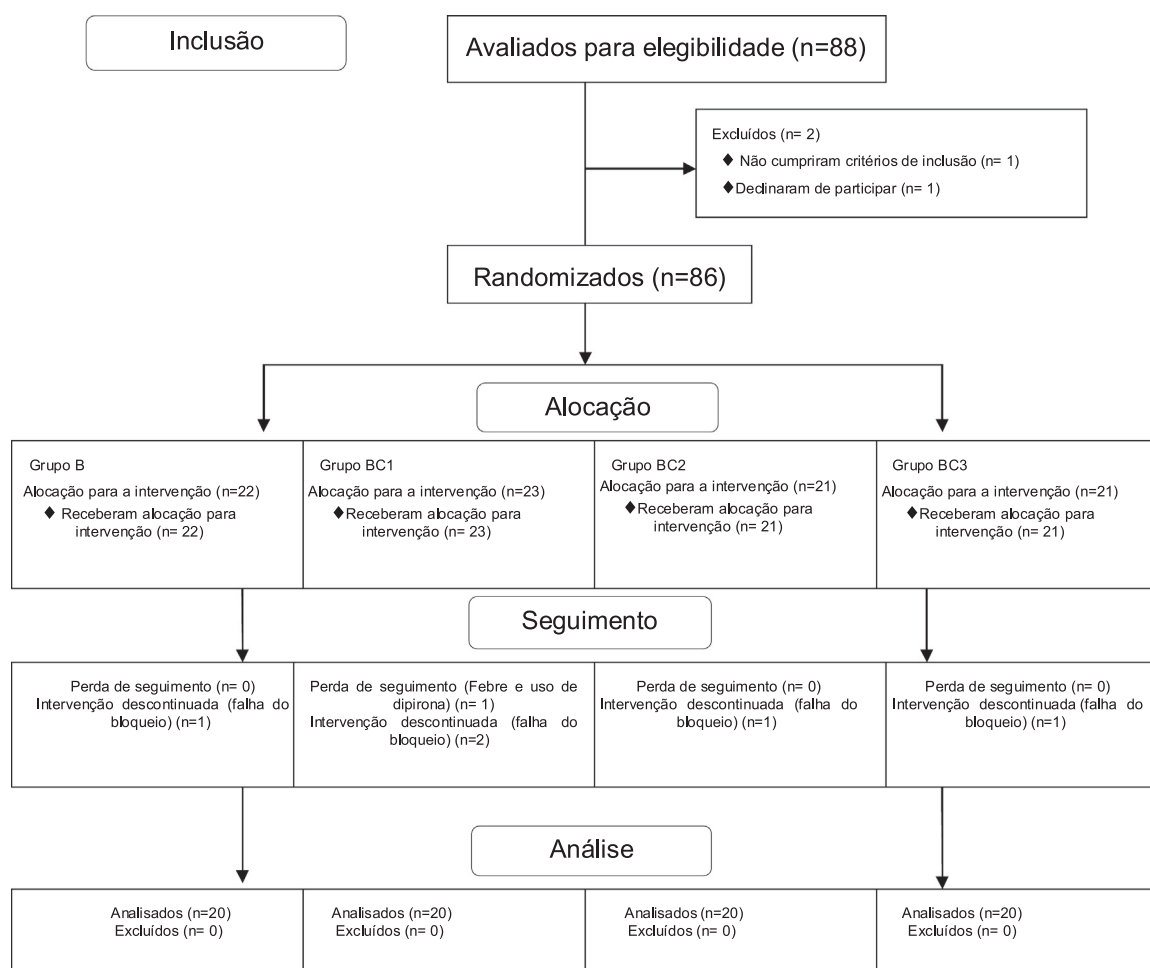 Inclusão
Avaliados para elegibilidade (n=88)
Excluídos (n= 2)
♦ Não cumpriram critérios de inclusão (n= 1)
♦Declinaram de participar (n= 1)
Randomizados (n=86)
Alocação
Grupo B
Alocação para a intervenção (n=22)
♦ Receberam alocação para
intervenção (n= 22)
Grupo BC1
Alocação para a intervenção (n=23)
♦Receberam alocação para
intervenção (n= 23)
Grupo BC2
Alocação para a intervenção (n=21)
♦ Receberam alocação para
intervenção (n= 21)
Grupo BC3
Alocação para a intervenção (n=21)
♦ Receberam alocação para
intervenção (n= 21)
Seguimento
Perda de seguimento (n= 0)
Intervenção descontinuada (falha do
bloqueio) (n=1)
Perda de seguimento (Febre e uso de
dipirona) (n= 1)
Intervenção descontinuada (falha do
bloqueio) (n=2)
Perda de seguimento (n= 0)
Intervenção descontinuada (falha do
bloqueio) (n=1)
Perda de seguimento (n= 0)
Intervenção descontinuada (falha do
bloqueio) (n=1)
Análise
Analisados (n=20)
Excluídos (n= 0)
Analisados (n=20)
Excluídos (n= 0)
Analisados (n=20)
Excluídos (n= 0)
Analisados (n=20)
Excluídos (n= 0)